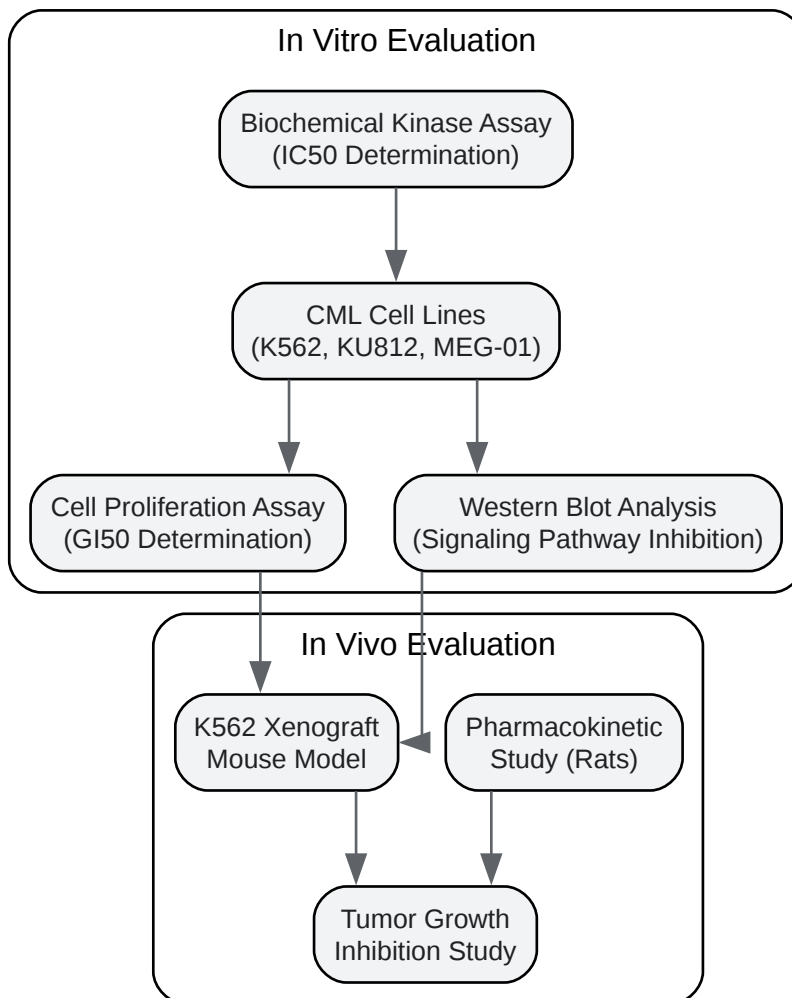 In Vitro Evaluation
Biochemical Kinase Assay
(IC50 Determination)
CML Cell Lines
(K562, KU812, MEG-01)
Cell Proliferation Assay
(GI50 Determination)
Western Blot Analysis
(Signaling Pathway Inhibition)
In Vivo Evaluation
K562 Xenograft
Mouse Model
Pharmacokinetic
Study (Rats)
Tumor Growth
Inhibition Study